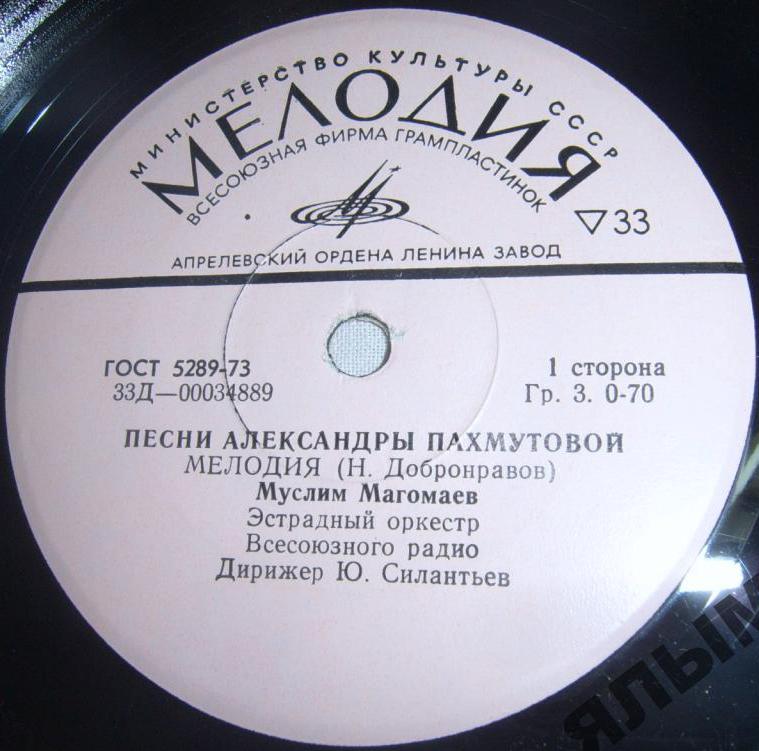 МИНИСТЕРСТВО КУЛЬТУРЫ СССР
МЕЛОДИЯ
ВСЕСОЮЗНАЯ ФИРМА ГРАМПЛАСТИНОК
▽33
АПРЕЛЕВСКИЙ ОРДЕНА ЛЕНИНА ЗАВОД
ГОСТ 5289-73
33Д—00034889
1 сторона
Гр. 3. 0-70
ПЕСНИ АЛЕКСАНДРЫ ПАХМУТОВОЙ
МЕЛОДИЯ (Н. Добронравов)
Муслим Магомаев
Эстрадный оркестр
Всесоюзного радио
Дирижер Ю. Силантьев